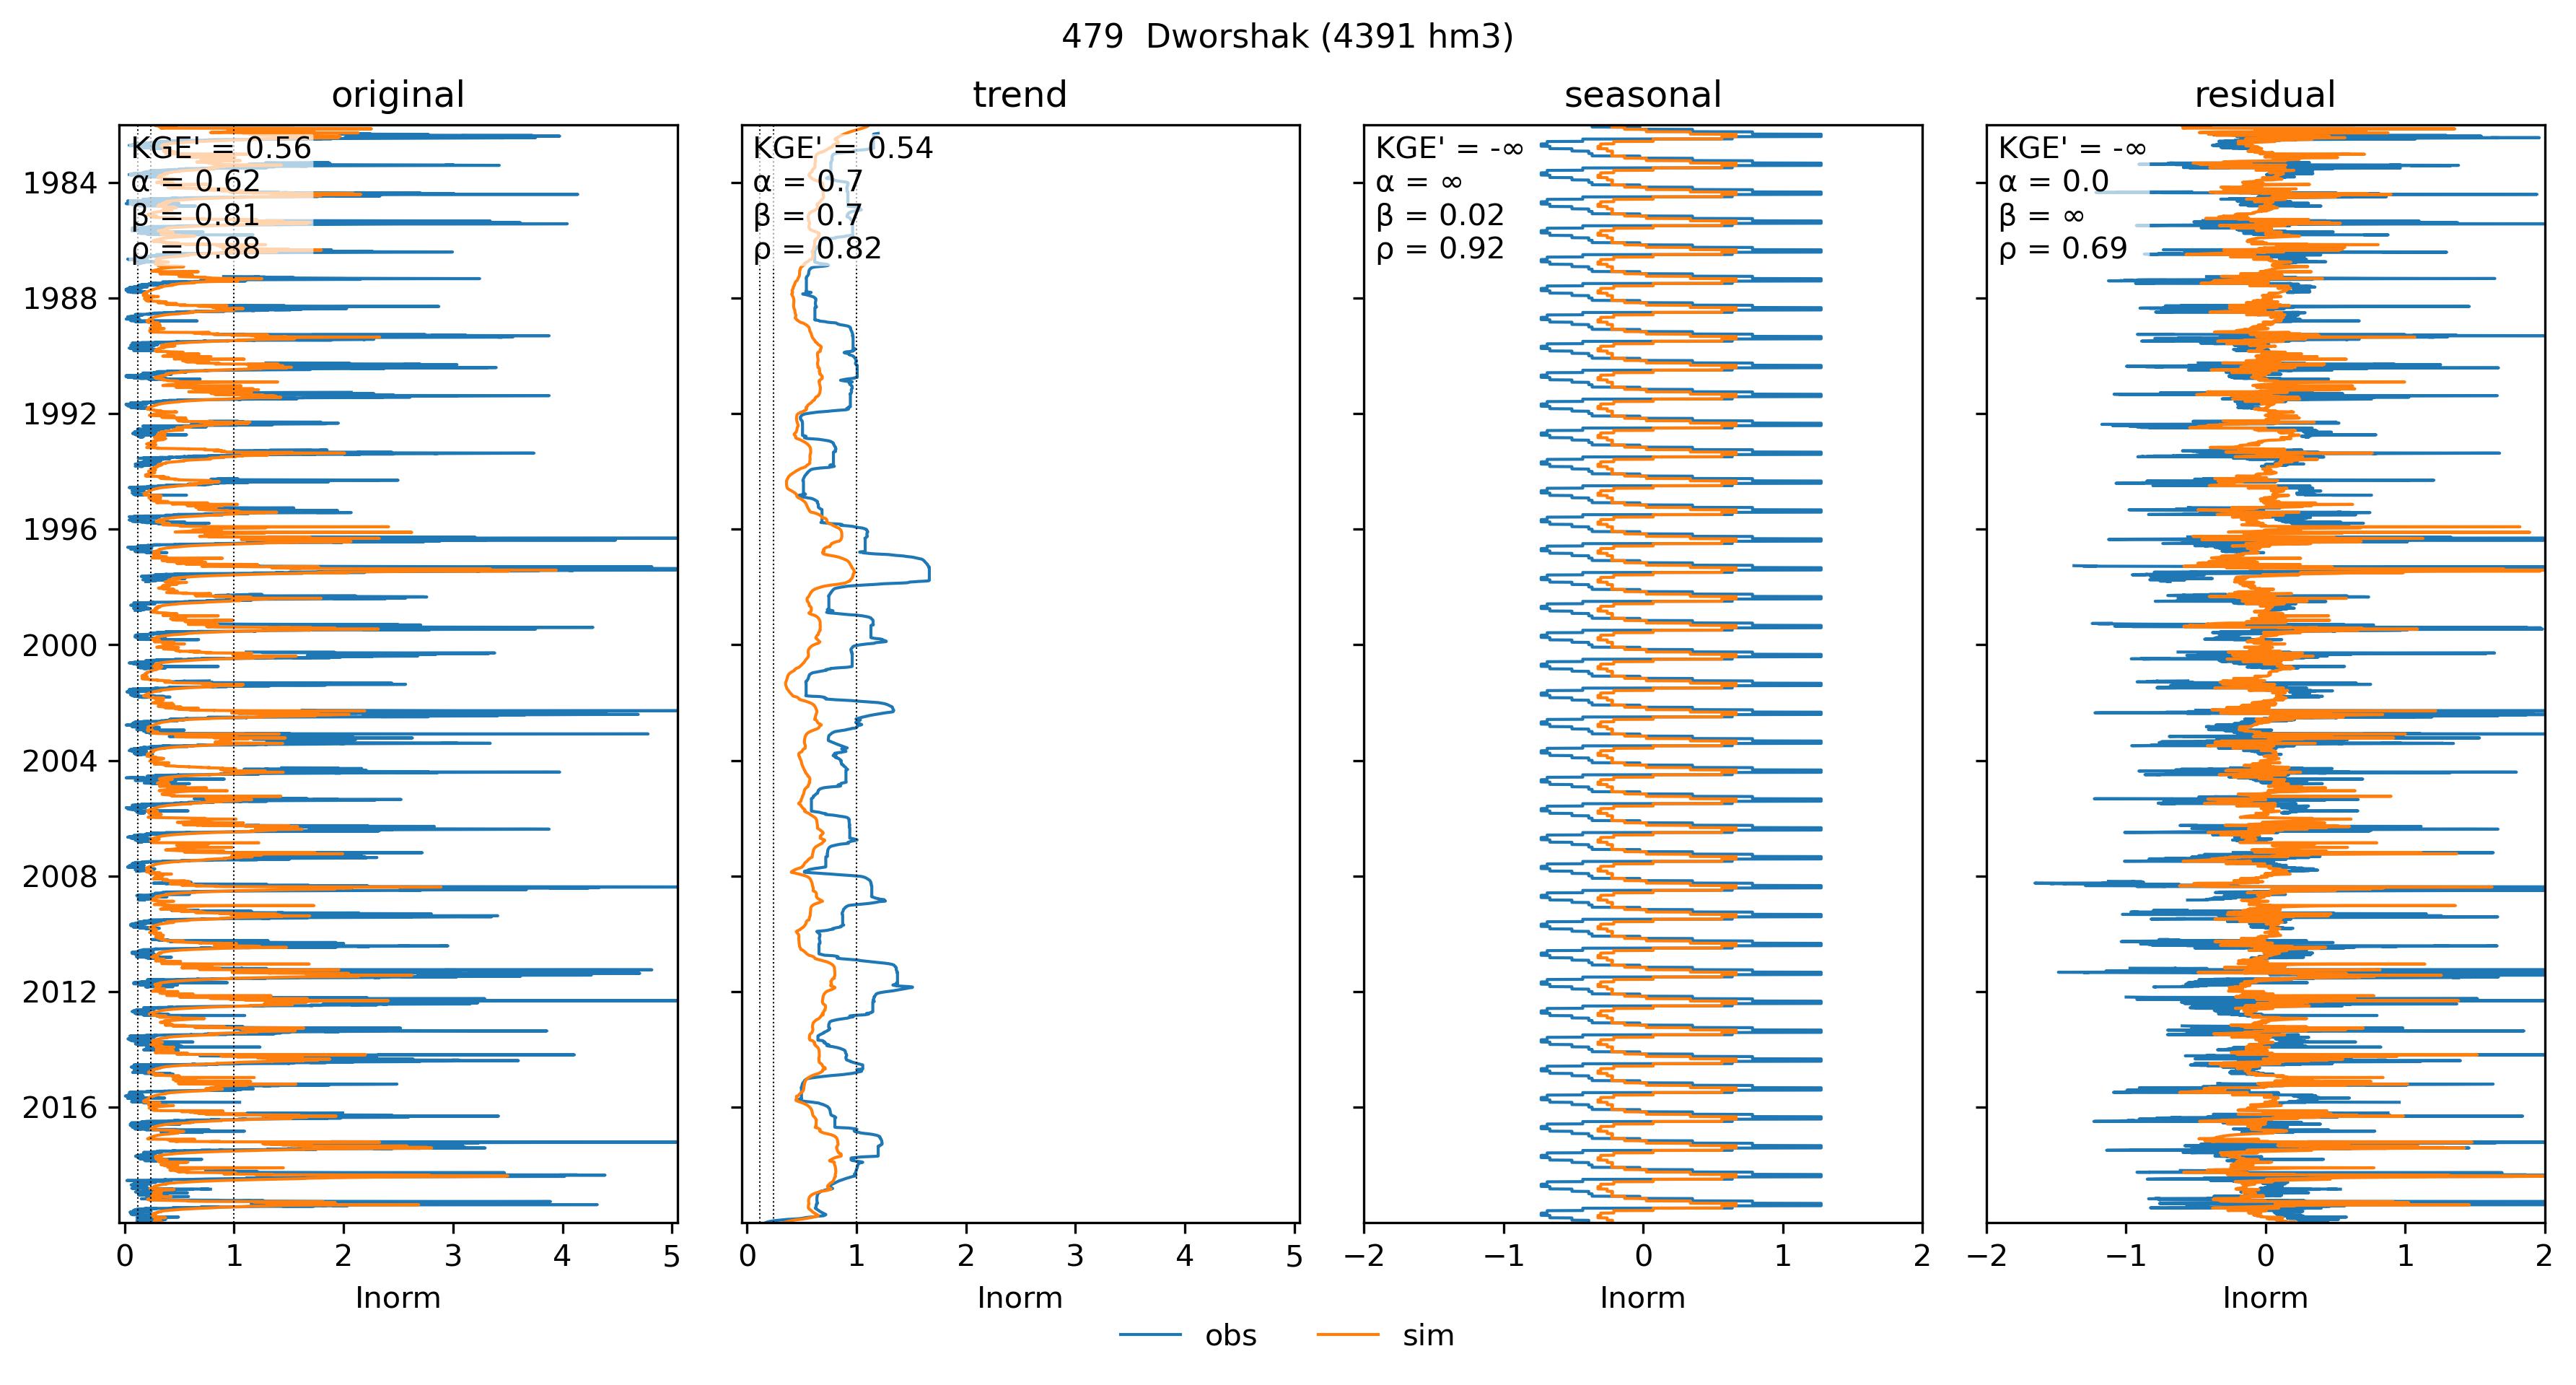 479  Dworshak (4391 hm3)
original
trend
seasonal
residual
KGE' = 0.56
α = 0.62
β = 0.81
ρ = 0.88
KGE' = 0.54
α = 0.7
β = 0.7
ρ = 0.82
KGE' = -∞
α = ∞
β = 0.02
ρ = 0.92
KGE' = -∞
α = 0.0
β = ∞
ρ = 0.69
1984
1988
1992
1996
2000
2004
2008
2012
2016
0 1 2 3 4 5
0 1 2 3 4 5
−2 −1 0 1 2
−2 −1 0 1 2
Inorm
Inorm
Inorm
Inorm
obs
sim